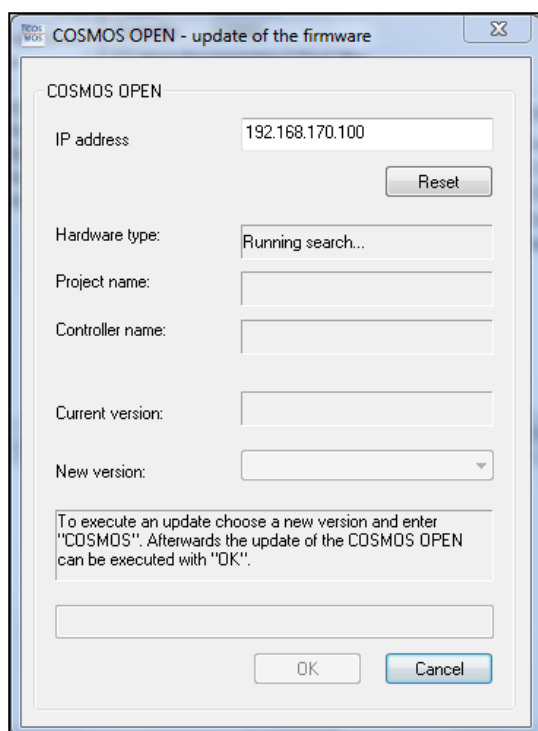 COS
MOS
COSMOS OPEN - update of the firmware
COSMOS OPEN
IP address
192.168.170.100
Reset
Hardware type:
Running search...
Project name:
Controller name:
Current version:
New version:
To execute an update choose a new version and enter
"COSMOS". Afterwards the update of the COSMOS OPEN
can be executed with "OK".
OK
Cancel